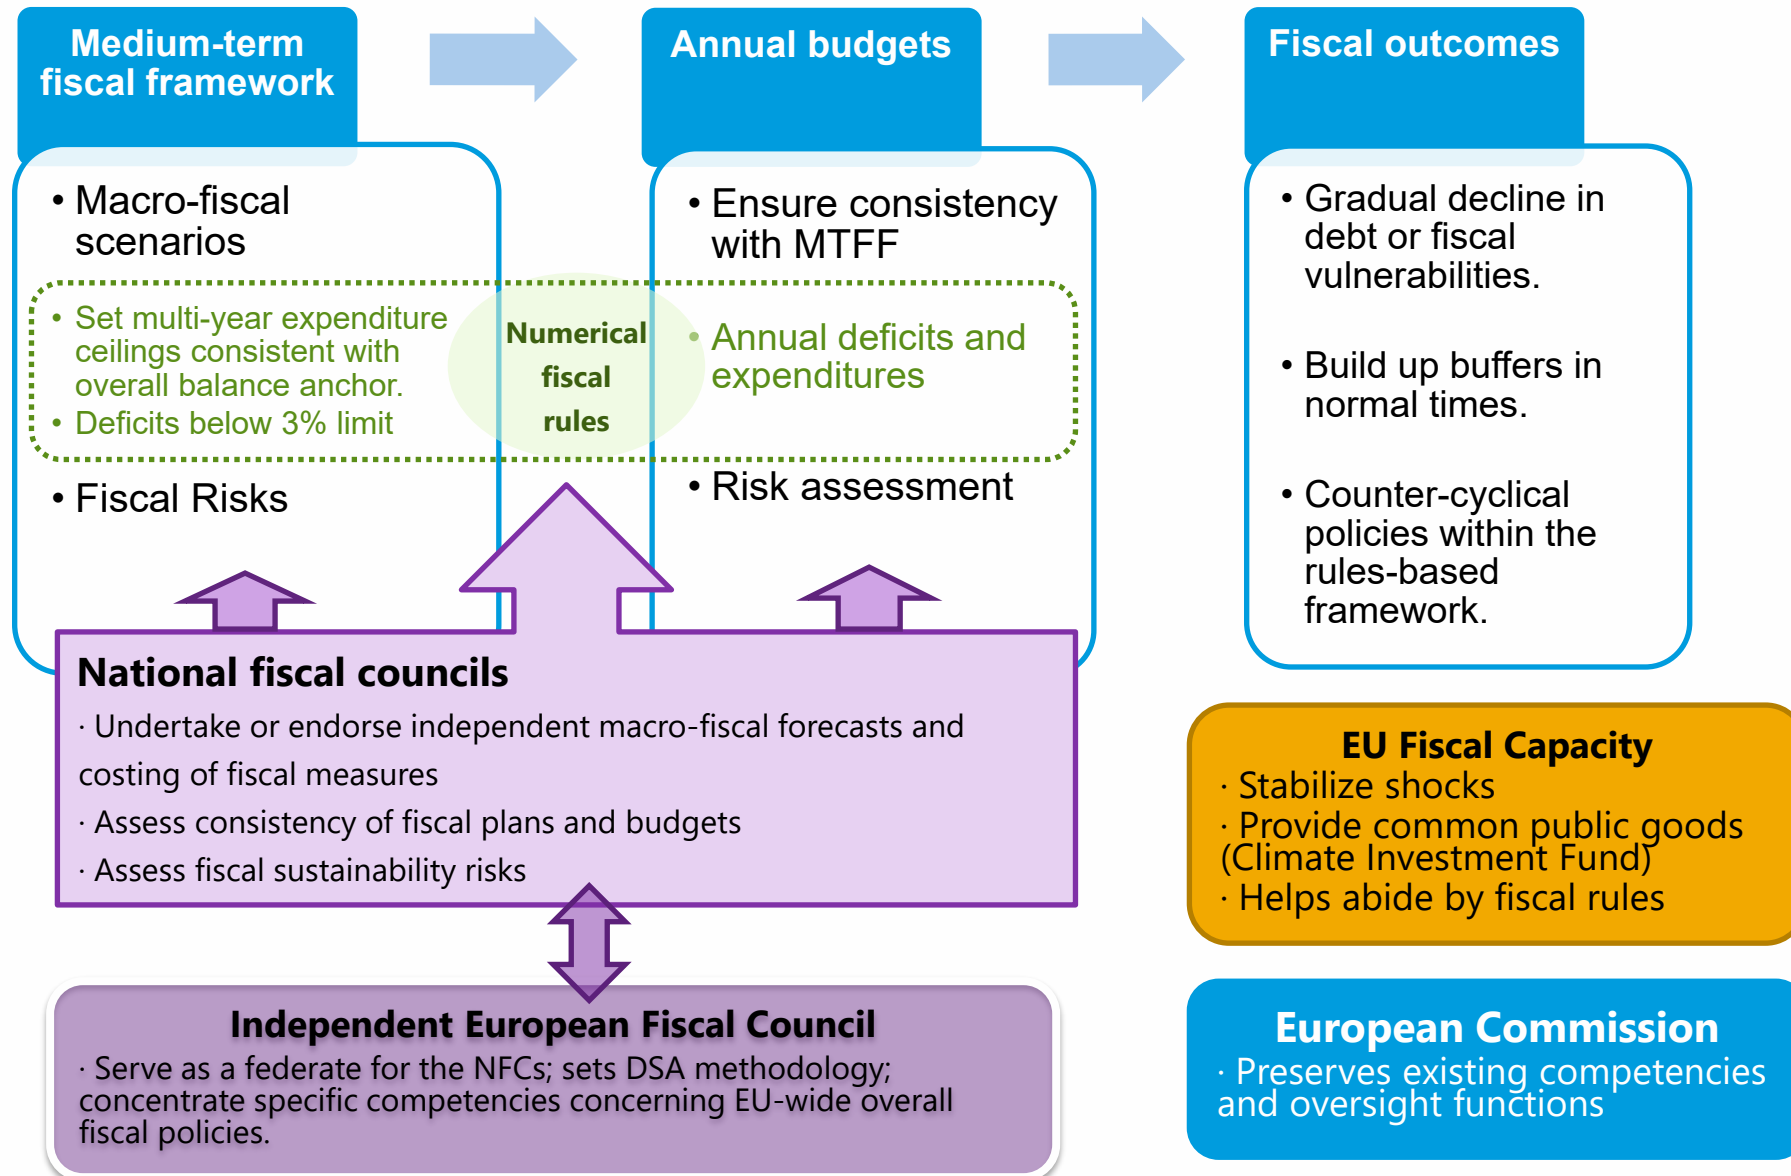 Medium-term
fiscal framework
Annual budgets
Fiscal outcomes
• Macro-fiscal
scenarios
• Set multi-year expenditure
ceilings consistent with
overall balance anchor.
• Deficits below 3% limit
• Fiscal Risks
Numerical
fiscal
rules
• Ensure consistency
with MTFF
• Annual deficits and
expenditures
• Risk assessment
• Gradual decline in
debt or fiscal
vulnerabilities.
• Build up buffers in
normal times.
• Counter-cyclical
policies within the
rules-based
framework.
National fiscal councils
· Undertake or endorse independent macro-fiscal forecasts and
costing of fiscal measures
· Assess consistency of fiscal plans and budgets
· Assess fiscal sustainability risks
EU Fiscal Capacity
· Stabilize shocks
· Provide common public goods
(Climate Investment Fund)
· Helps abide by fiscal rules
Independent European Fiscal Council
· Serve as a federate for the NFCs; sets DSA methodology;
concentrate specific competencies concerning EU-wide overall
fiscal policies.
European Commission
· Preserves existing competencies
and oversight functions